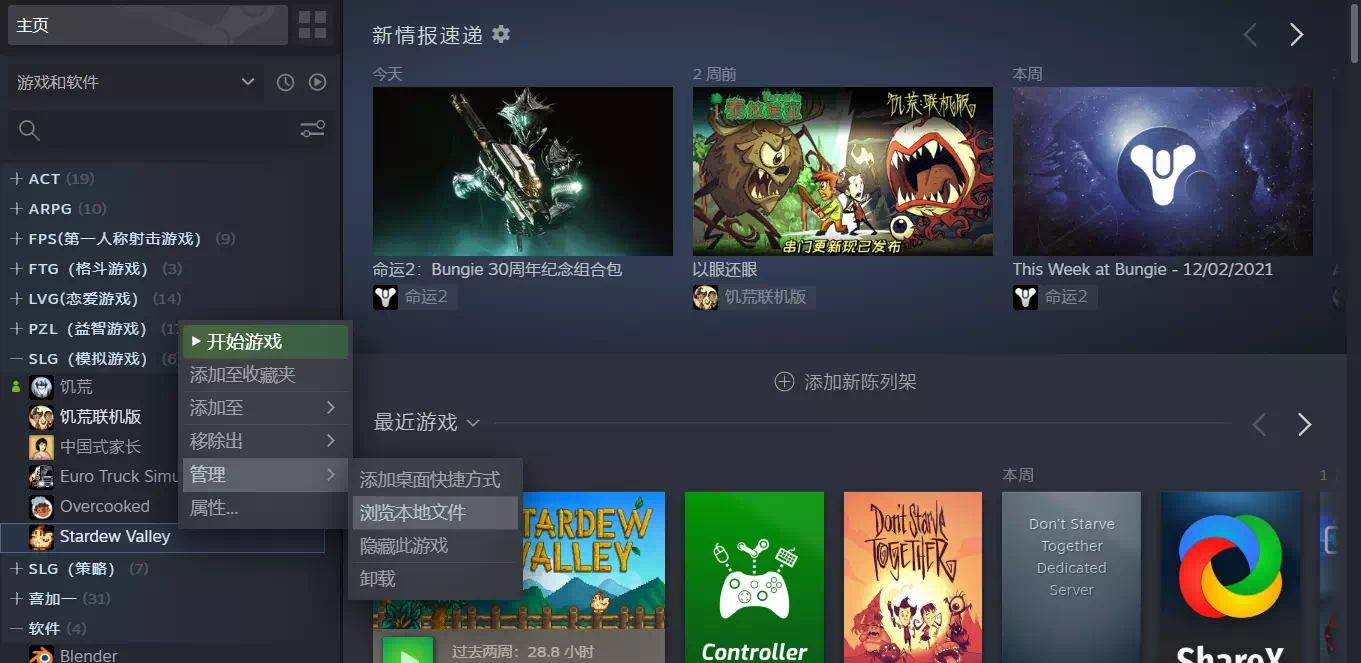 主页
游戏和软件
ACT (19)
ARPG (10)
FPS(第一人称射击游戏) (9)
FTG（格斗游戏） (3)
LVG(恋爱游戏) (14)
PZL（益智游戏）
SLG（模拟游戏） (6
饥荒
饥荒联机版
中国式家长
Euro Truck Simu
Overcooked
Stardew Valley
SLG（策略） (7)
喜加一 (31)
软件 (4)
Blender
开始游戏
添加至收藏夹
添加至
移除出
管理
属性...
添加桌面快捷方式
浏览本地文件
隐藏此游戏
卸载
新情报速递
今天
命运2：Bungie 30周年纪念组合包
命运2
2 周前
Terraria
泰拉瑞亚
饥荒:联机版
串门更新现已发布
以眼还眼
饥荒联机版
本周
This Week at Bungie - 12/02/2021
命运2
添加新陈列架
最近游戏
STARDEW
VALLEY
过去两周：28.8 小时
Controller
Don't Starve
TOGETHER
本周
Don't Starve
Together
Dedicated
Server
ShareX
1